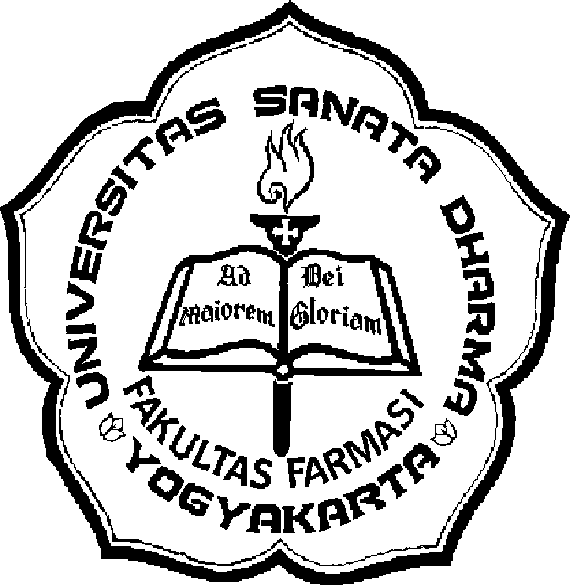 UNIVERSITAS SANATA DHARMA
Ad Dei
Maiorem Gloriam
FAKULTAS FARMASI
YOGYAKARTA